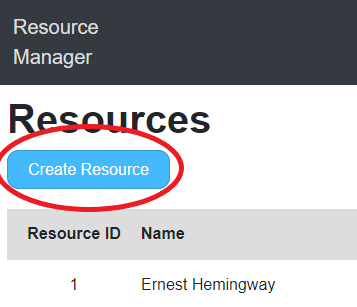 Resource
Manager
Resources
Create Resource
Resource ID Name
1 Ernest Hemingway